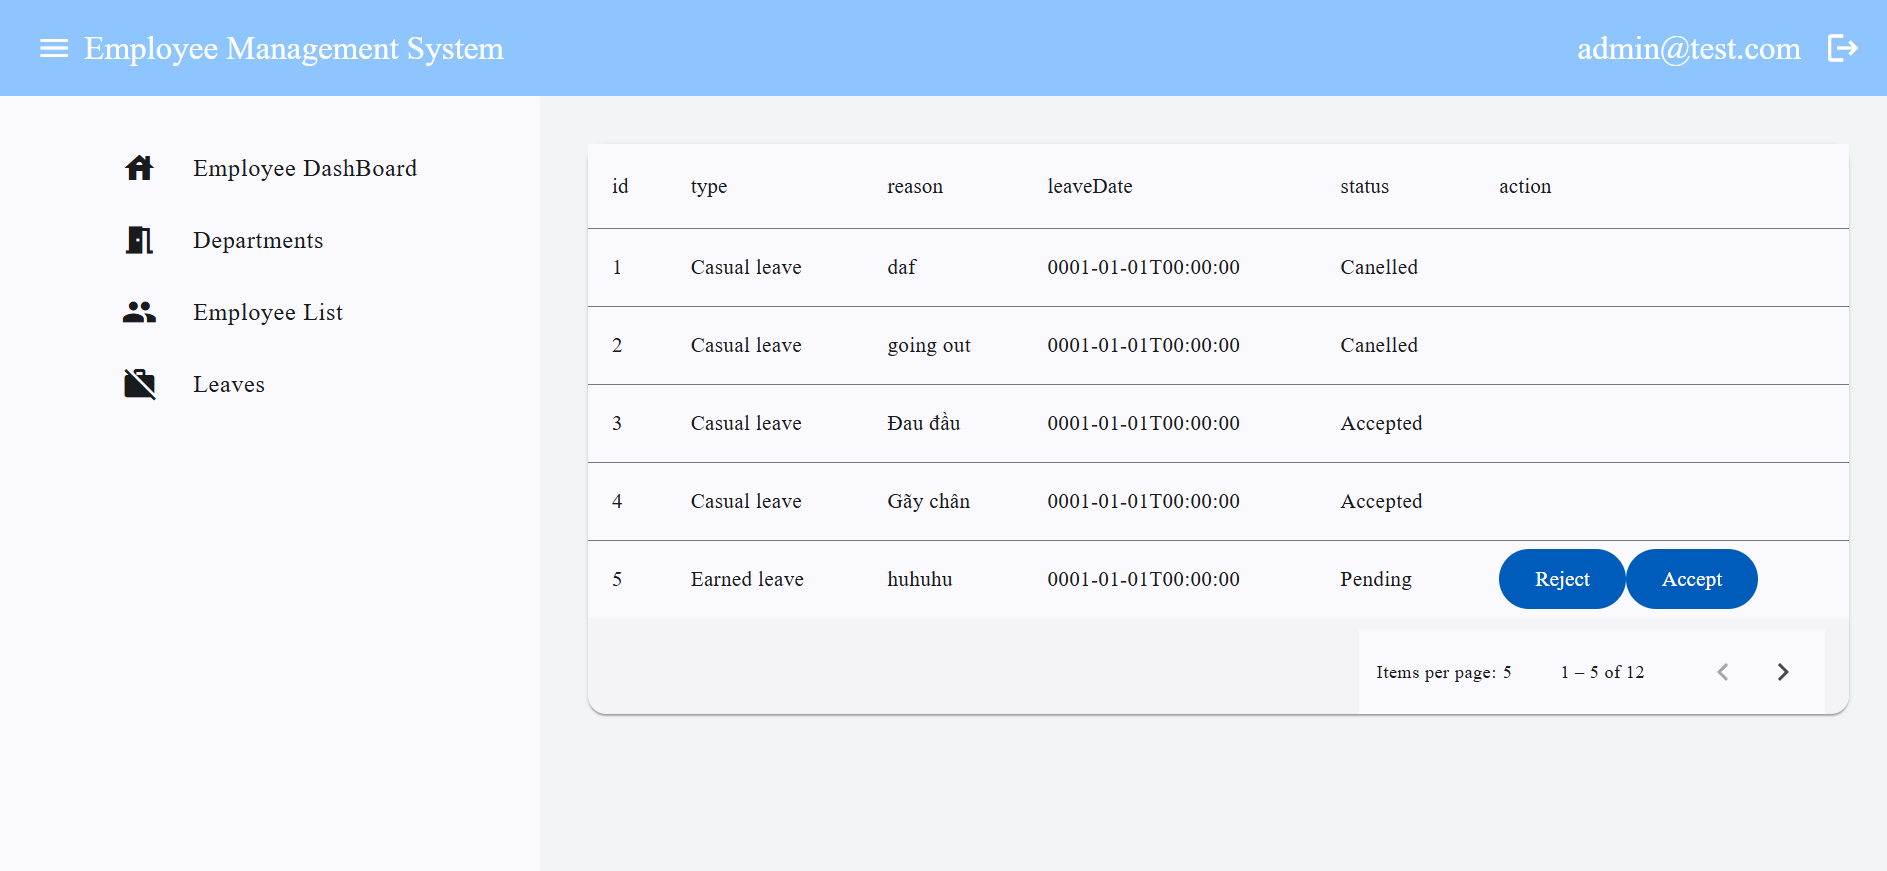 Employee Management System
admin@test.com
Employee DashBoard
Departments
Employee List
Leaves
id type reason leaveDate status action
1 Casual leave daf 0001-01-01T00:00:00 Canelled
2 Casual leave going out 0001-01-01T00:00:00 Canelled
3 Casual leave Đau đầu 0001-01-01T00:00:00 Accepted
4 Casual leave Gãy chân 0001-01-01T00:00:00 Accepted
5 Earned leave huhuhu 0001-01-01T00:00:00 Pending Reject Accept
Items per page: 5 1 – 5 of 12